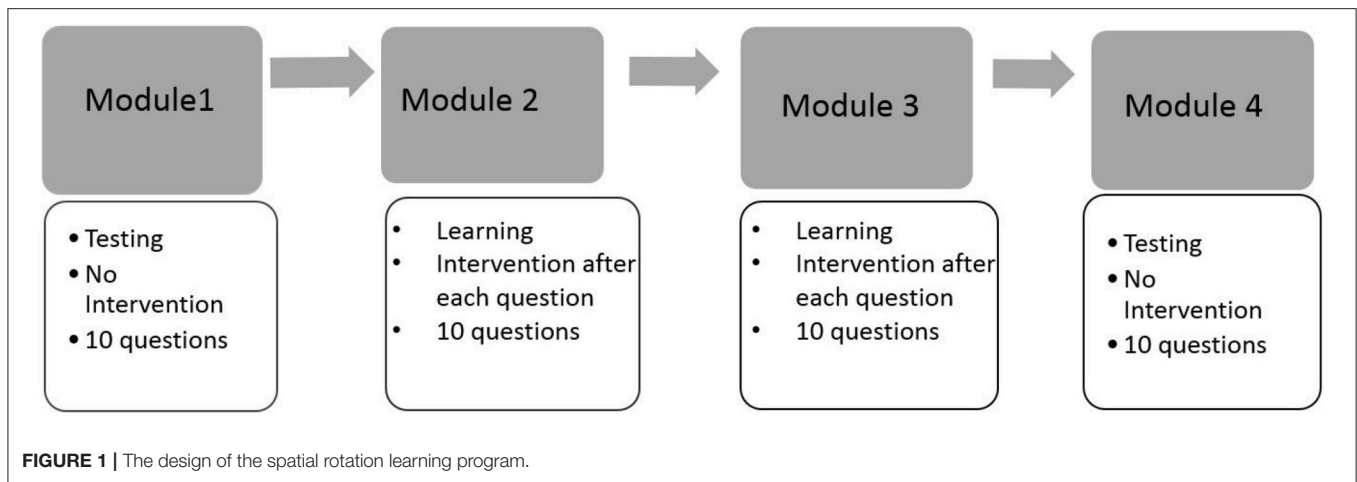 Module1
Module 2
Module 3
Module 4
• Testing
• No
Intervention
• 10 questions
• Learning
• Intervention after
each question
• 10 questions
• Learning
• Intervention after
each question
• 10 questions
• Testing
• No
Intervention
• 10 questions
FIGURE 1 | The design of the spatial rotation learning program.